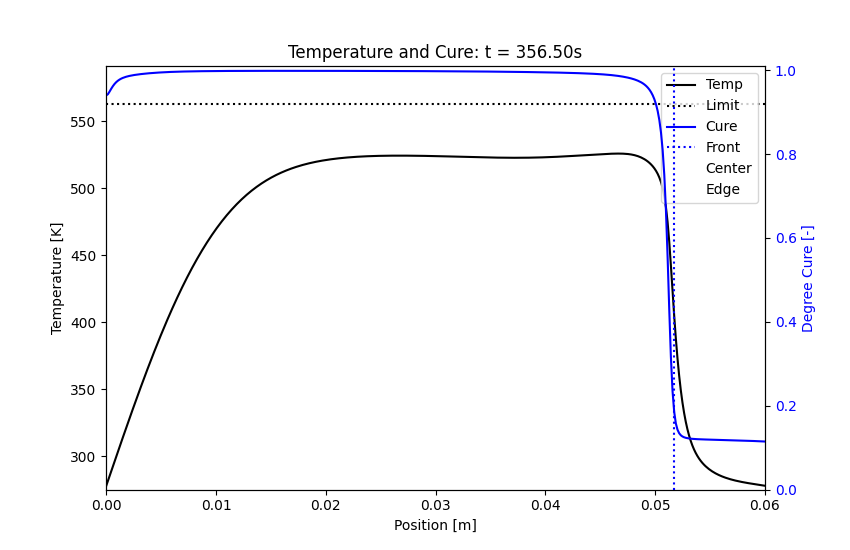 Temperature and Cure: t = 356.50s
Temp
Limit
Cure
Front
Center
Edge
550
500
450
400
350
300
Temperature [K]
1.0
0.8
0.6
0.4
0.2
0.0
Degree Cure [-]
0.00 0.01 0.02 0.03 0.04 0.05 0.06
Position [m]